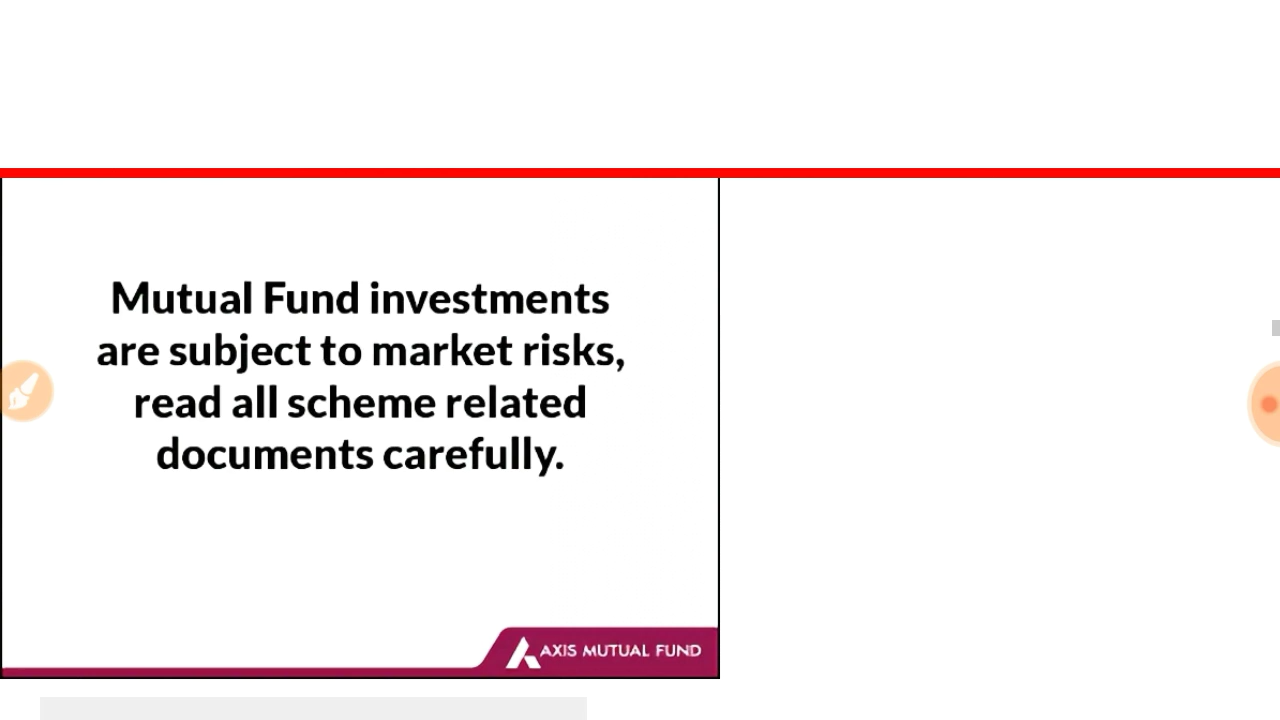 Mutual Fund investments
are subject to market risks,
read all scheme related
documents carefully.
AXIS MUTUAL FUND